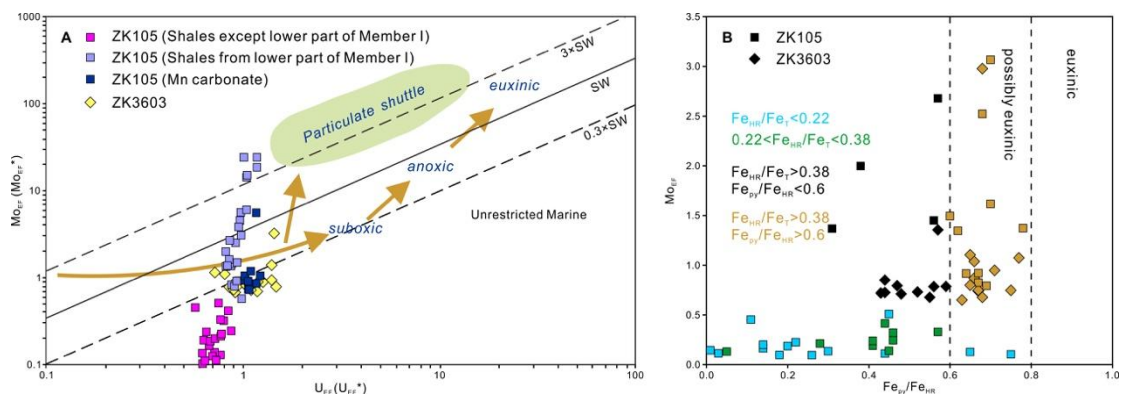 A
ZK105 (Shales except lower part of Member I)
ZK105 (Shales from lower part of Member I)
ZK105 (Mn carbonate)
ZK3603
Particulate shuttle
euxinic
anoxic
suboxic
3×SW
SW
0.3×SW
Unrestricted Marine
1000
100
10
1
0.1
Mo_EF (Mo_EF*)
0.1
1
10
100
U_EF (U_EF*)
B
ZK105
ZK3603
Fe_HR/Fe_T<0.22
0.22<Fe_HR/Fe_T<0.38
Fe_HR/Fe_T>0.38
Fe_py/Fe_HR<0.6
Fe_HR/Fe_T>0.38
Fe_py/Fe_HR>0.6
possibly euxinic
euxinic
3.5
3.0
2.5
2.0
1.5
1.0
0.5
0.0
Mo_EF
0.0
0.2
0.4
0.6
0.8
1.0
Fe_py/Fe_HR